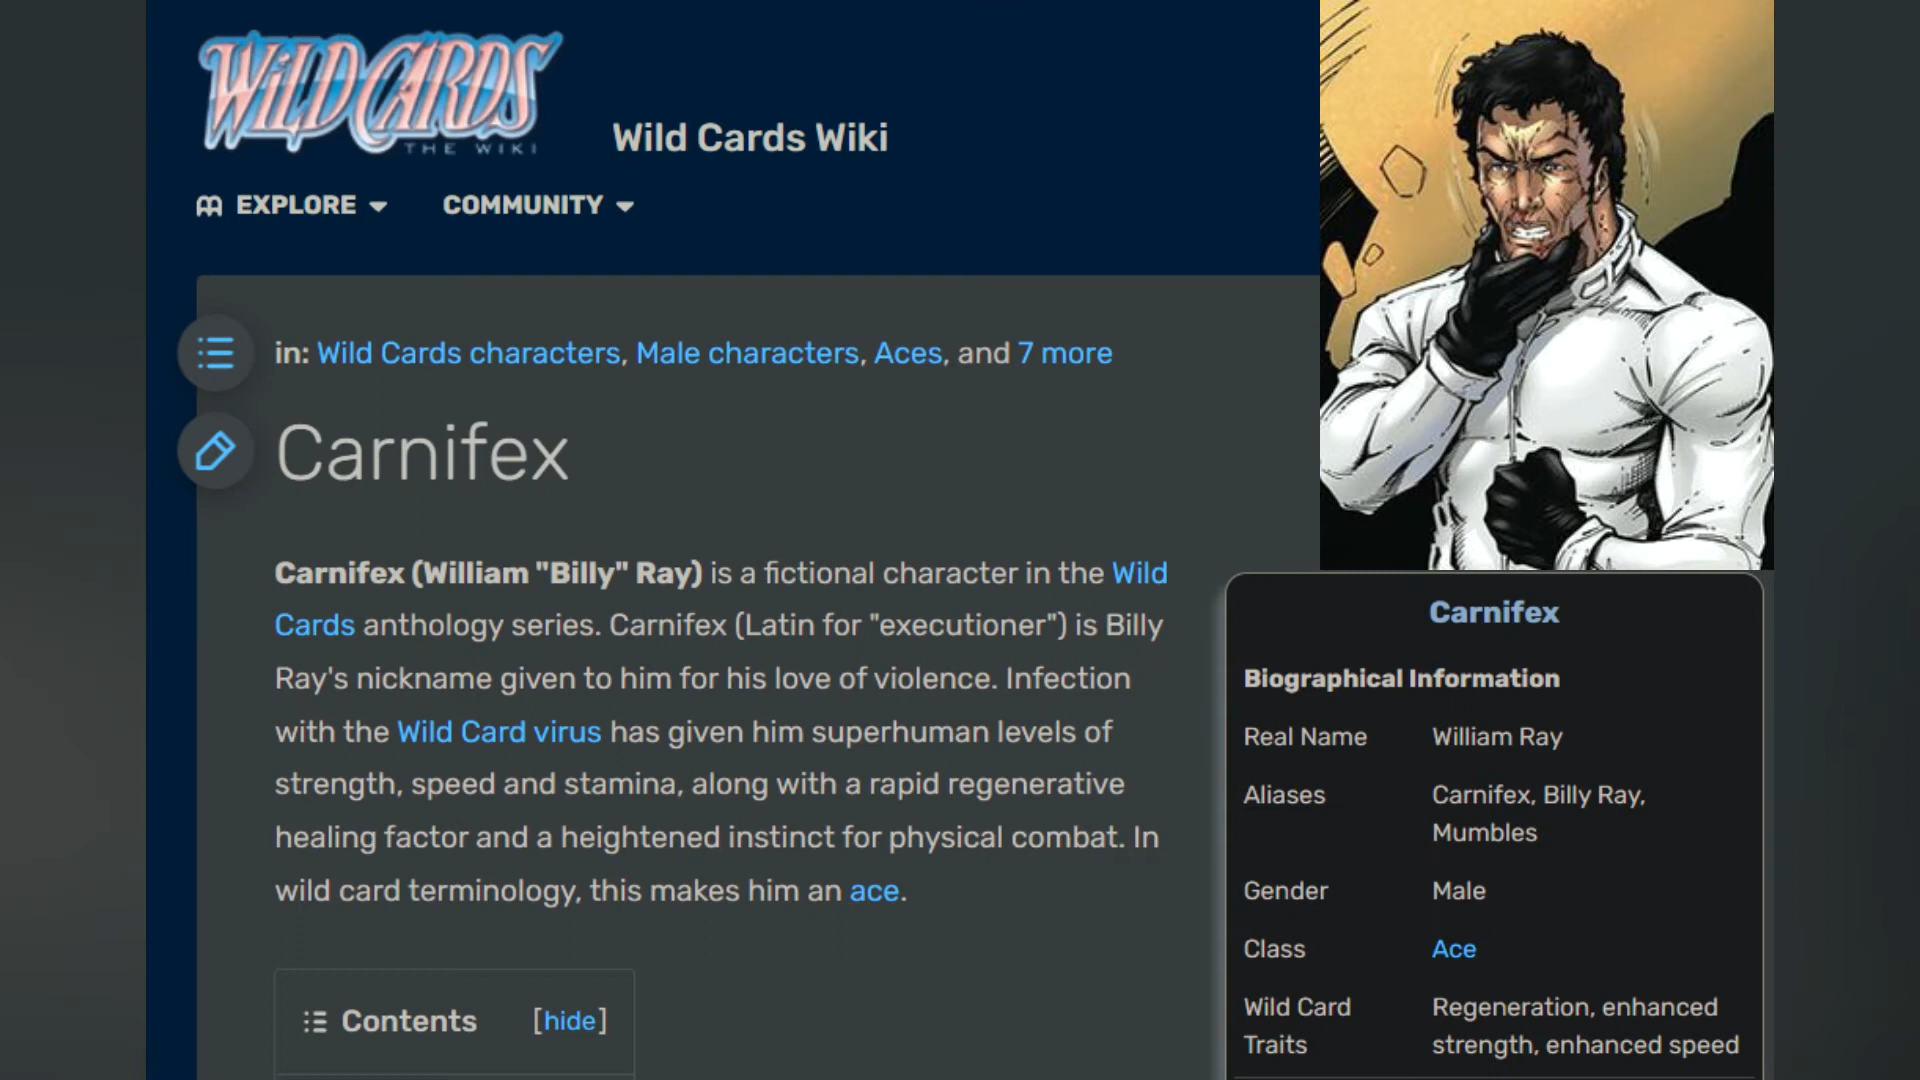 WILD CARDS
THE WIKI
Wild Cards Wiki
EXPLORE
COMMUNITY
in: Wild Cards characters, Male characters, Aces, and 7 more
Carnifex
Carnifex (William "Billy" Ray) is a fictional character in the Wild
Cards anthology series. Carnifex (Latin for "executioner") is Billy
Ray's nickname given to him for his love of violence. Infection
with the Wild Card virus has given him superhuman levels of
strength, speed and stamina, along with a rapid regenerative
healing factor and a heightened instinct for physical combat. In
wild card terminology, this makes him an ace.
Contents [hide]
Carnifex
Biographical Information
Real Name William Ray
Aliases Carnifex, Billy Ray,
Mumbles
Gender Male
Class Ace
Wild Card Regeneration, enhanced
Traits strength, enhanced speed